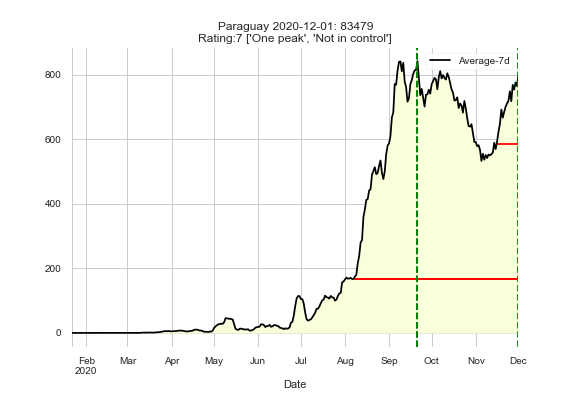 Paraguay 2020-12-01: 83479
Rating:7 ['One peak', 'Not in control']
Average-7d
800
600
400
200
0
Feb Mar Apr May Jun Jul Aug Sep Oct Nov Dec
2020
Date